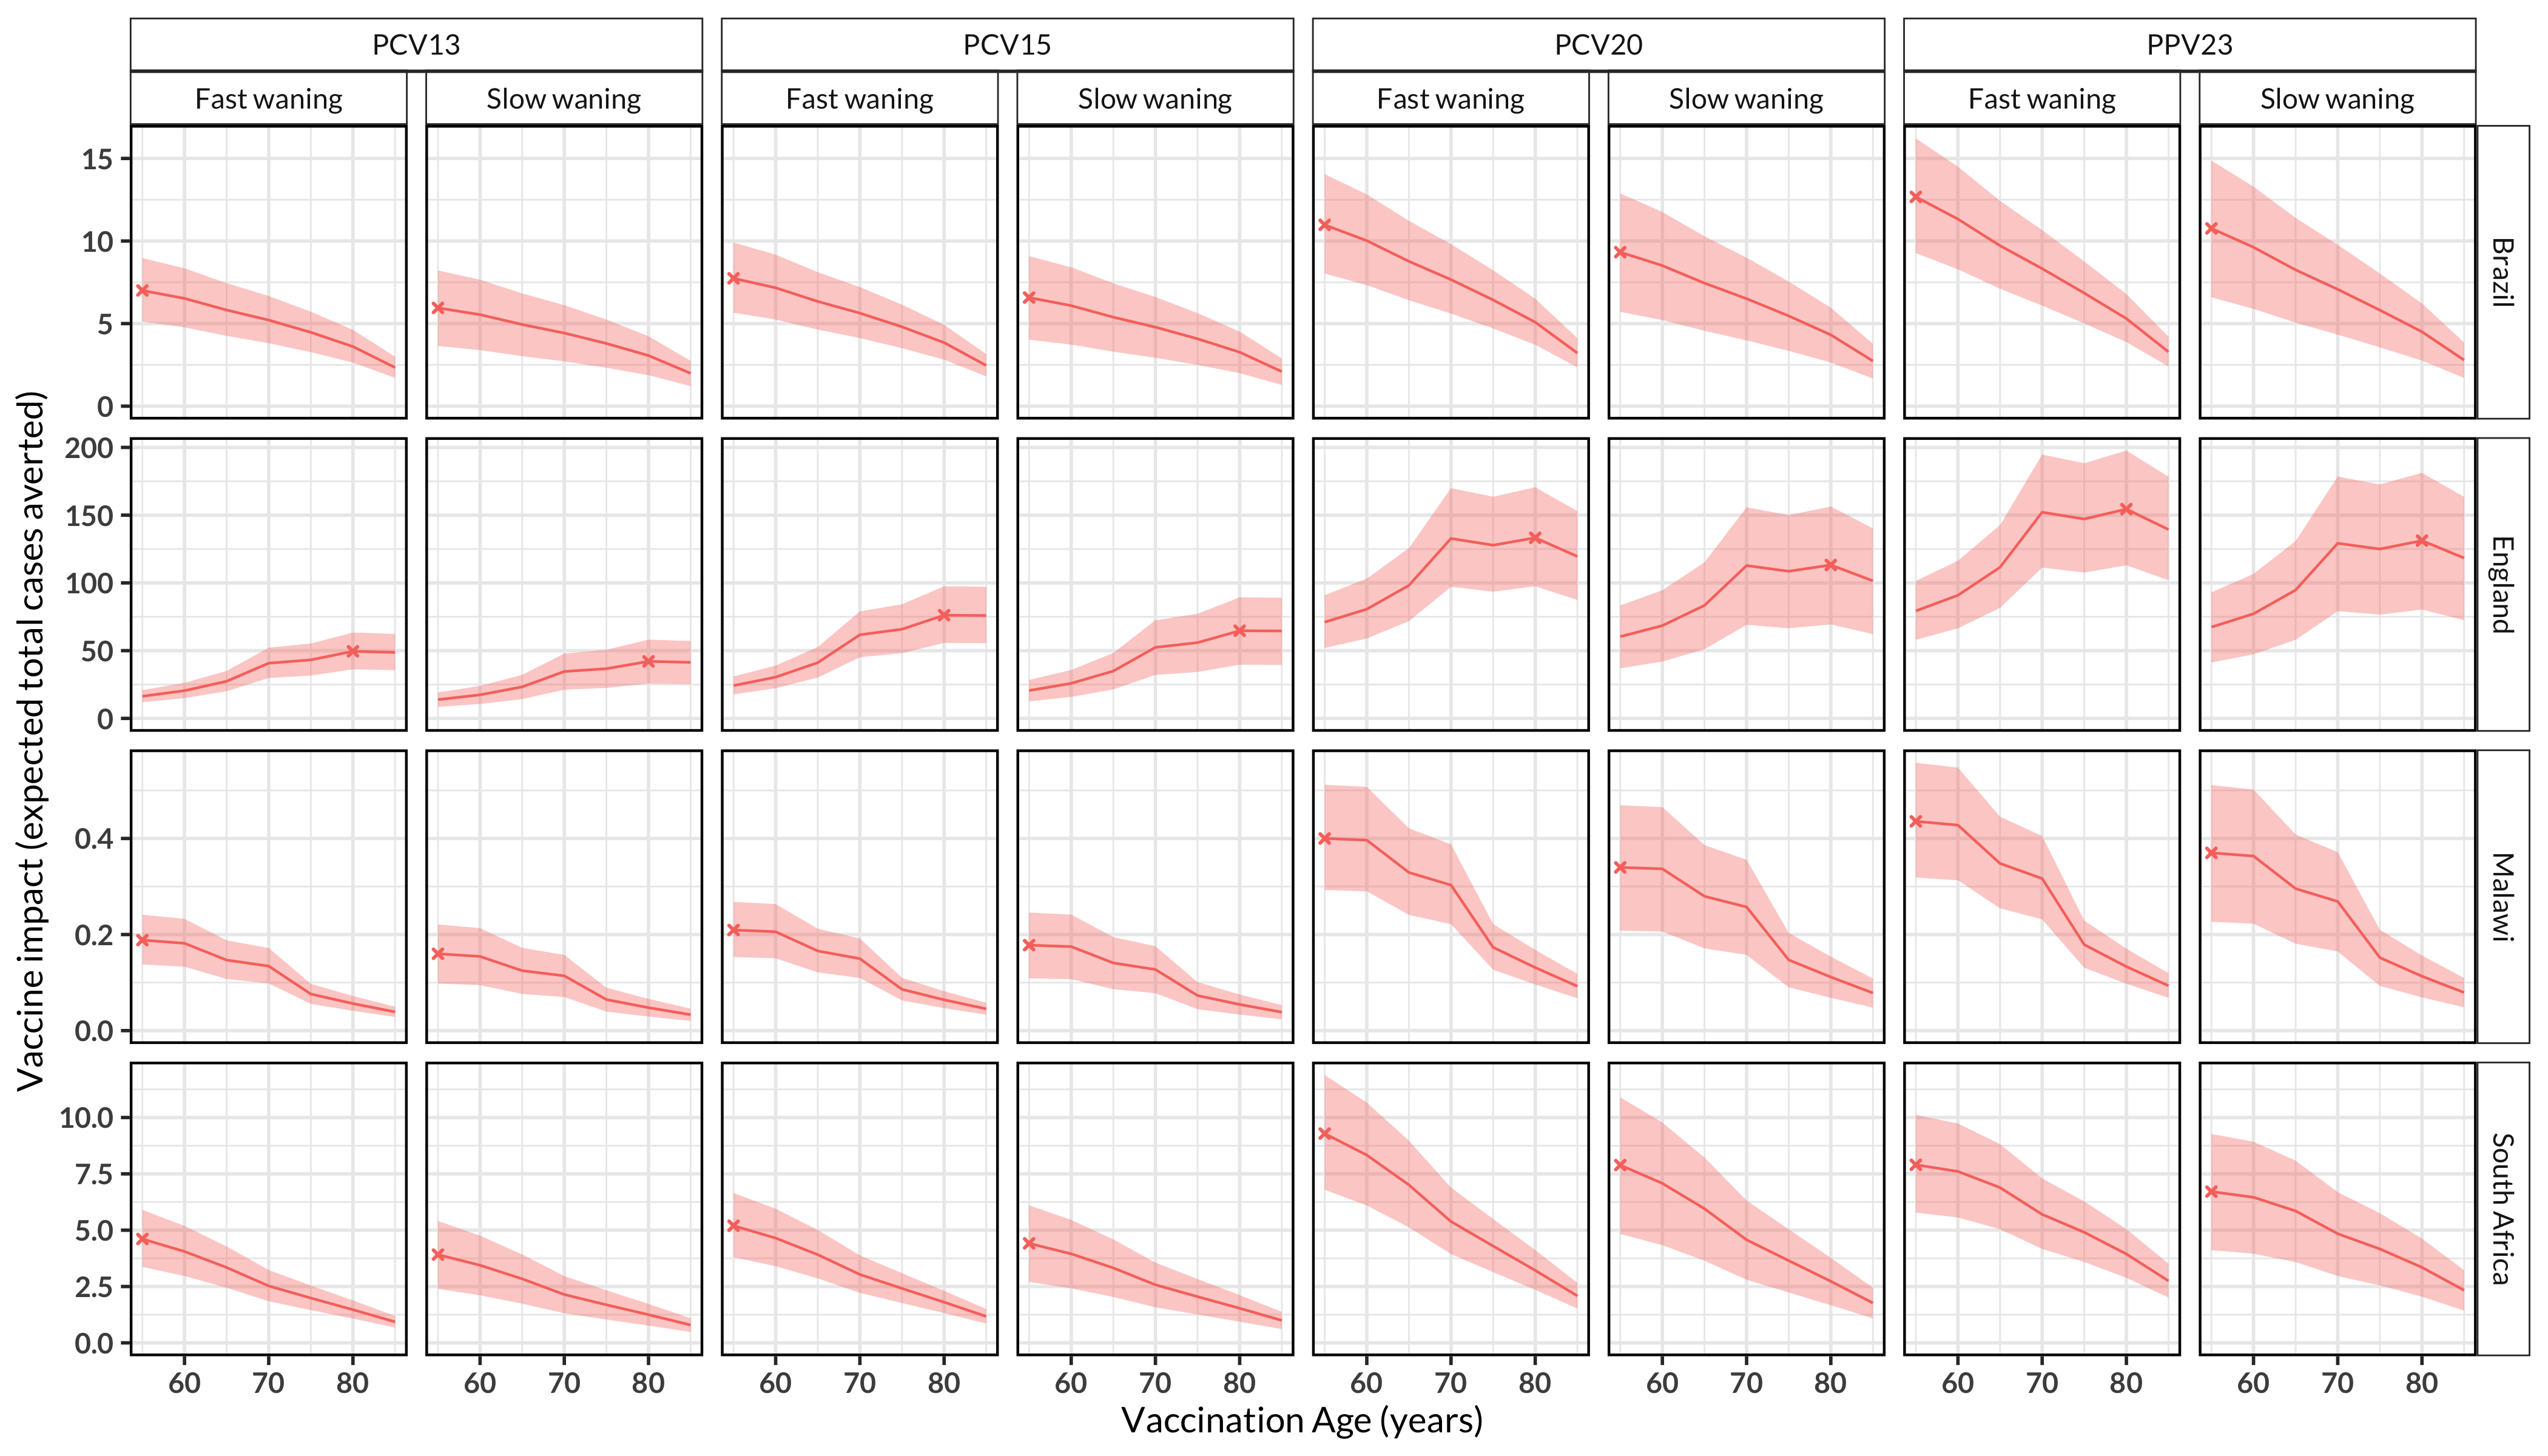 PCV13 PCV15 PCV20 PPV23
Fast waning Slow waning Fast waning Slow waning Fast waning Slow waning Fast waning Slow waning
15
10
5
0
Brazil
200
150
100
50
0
England
0.4
0.2
0.0
Malawi
10.0
7.5
5.0
2.5
0.0
South Africa
60 70 80 60 70 80 60 70 80 60 70 80 60 70 80 60 70 80 60 70 80 60 70 80
Vaccination Age (years)
Vaccine impact (expected total cases averted)